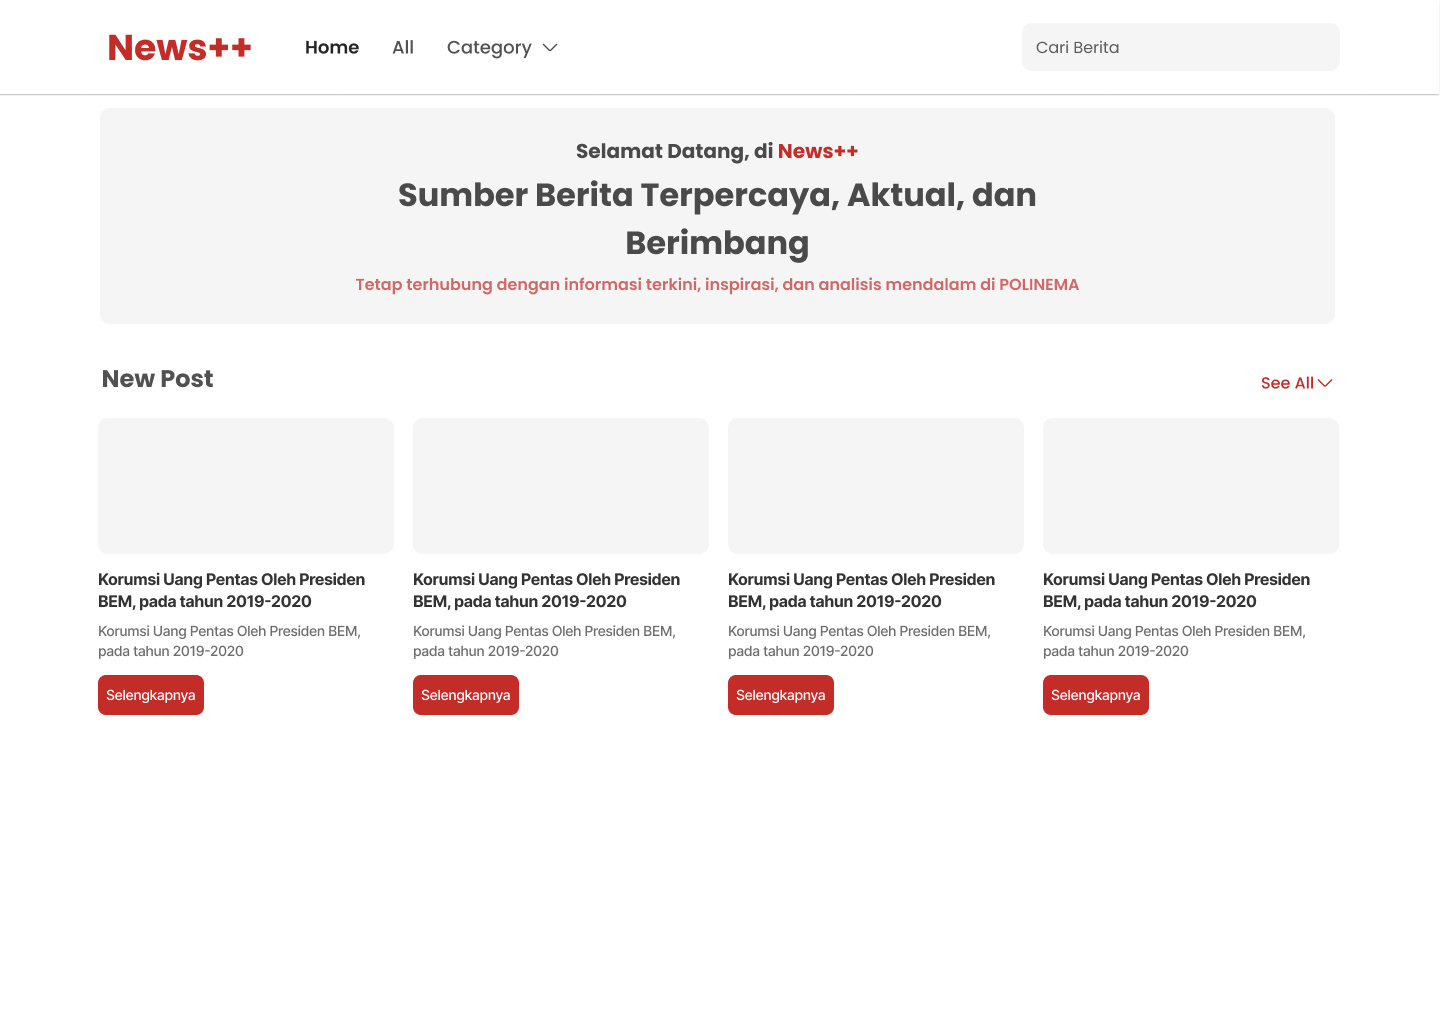 News++ Home All Category Cari Berita
Selamat Datang, di News++
Sumber Berita Terpercaya, Aktual, dan
Berimbang
Tetap terhubung dengan informasi terkini, inspirasi, dan analisis mendalam di POLINEMA
New Post
See All
Korumsi Uang Pentas Oleh Presiden
BEM, pada tahun 2019-2020
Korumsi Uang Pentas Oleh Presiden BEM,
pada tahun 2019-2020
Selengkapnya
Korumsi Uang Pentas Oleh Presiden
BEM, pada tahun 2019-2020
Korumsi Uang Pentas Oleh Presiden BEM,
pada tahun 2019-2020
Selengkapnya
Korumsi Uang Pentas Oleh Presiden
BEM, pada tahun 2019-2020
Korumsi Uang Pentas Oleh Presiden BEM,
pada tahun 2019-2020
Selengkapnya
Korumsi Uang Pentas Oleh Presiden
BEM, pada tahun 2019-2020
Korumsi Uang Pentas Oleh Presiden BEM,
pada tahun 2019-2020
Selengkapnya